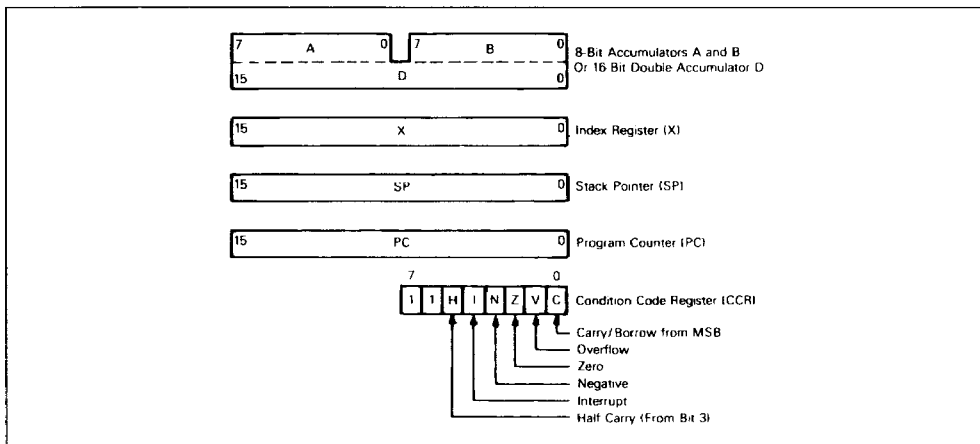 7 A 0 7 B 0 8-Bit Accumulators A and B
15 D 0 Or 16 Bit Double Accumulator D
15 X 0 Index Register (X)
15 SP 0 Stack Pointer (SP)
15 PC 0 Program Counter (PC)
7 0
1 1 H I N Z V C Condition Code Register (CCR)
Carry/Borrow from MSB
Overflow
Zero
Negative
Interrupt
Half Carry (From Bit 3)